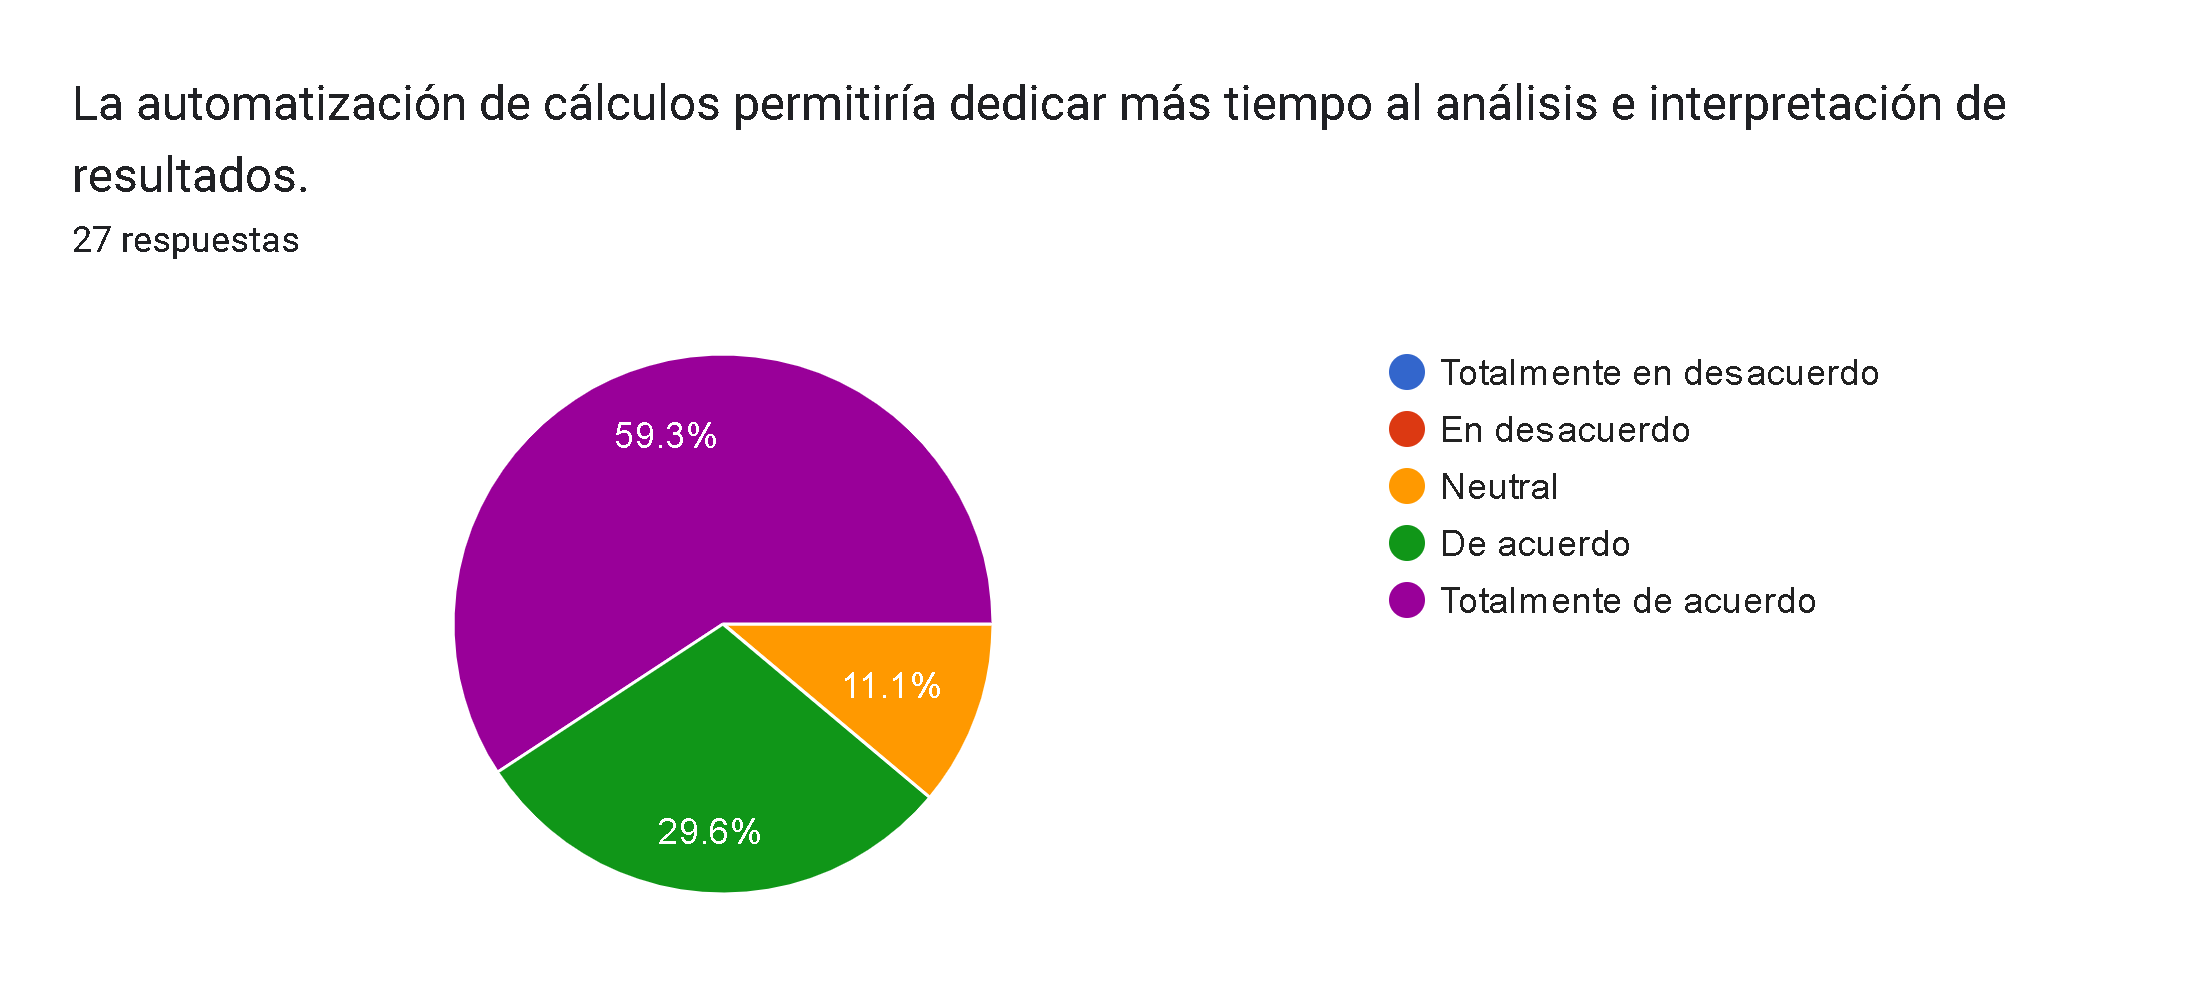 La automatización de cálculos permitiría dedicar más tiempo al análisis e interpretación de
resultados.
27 respuestas
59.3%
11.1%
29.6%
Totalmente en desacuerdo
En desacuerdo
Neutral
De acuerdo
Totalmente de acuerdo